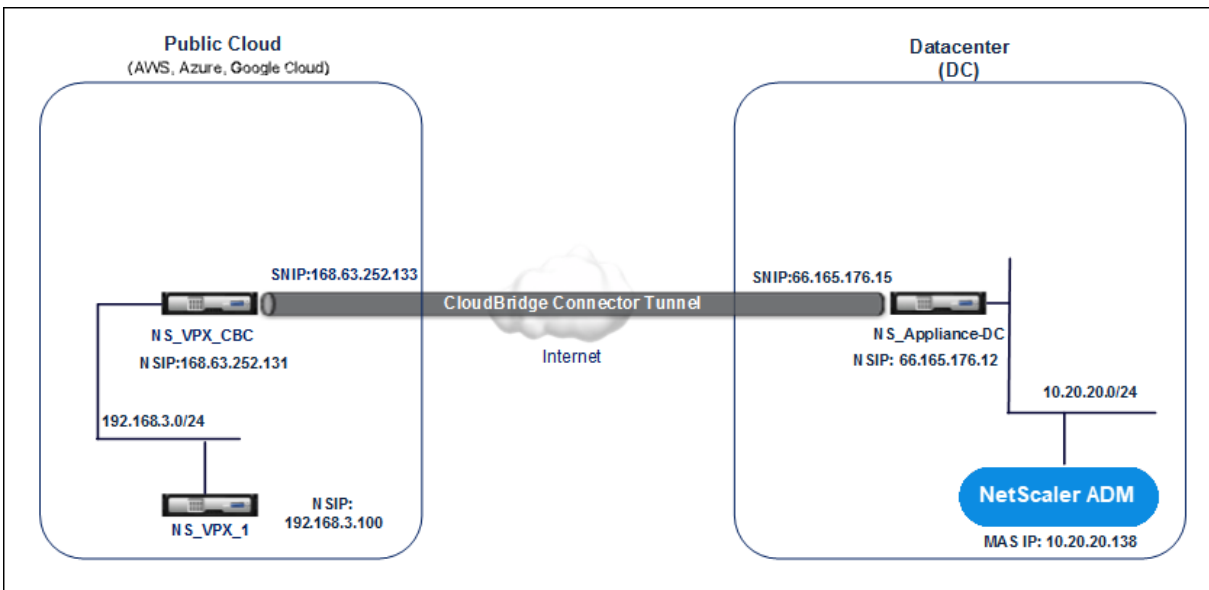 Public Cloud
(AWS, Azure, Google Cloud)
Datacenter
(DC)
SNIP:168.63.252.133
SNIP:66.165.176.15
CloudBridge Connector Tunnel
Internet
NS_VPX_CBC
NSIP:168.63.252.131
NS_Appliance-DC
NSIP: 66.165.176.12
192.168.3.0/24
10.20.20.0/24
NS_VPX_1
NSIP:
192.168.3.100
NetScaler ADM
MAS IP: 10.20.20.138